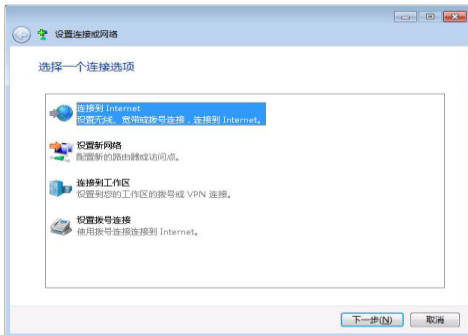 设置连接或网络
选择一个连接选项
连接到 Internet
设置无线、宽带或拨号连接，连接到 Internet。
设置新网络
配置新的路由器或访问点。
连接到工作区
设置到您的工作区的拨号或 VPN 连接。
设置拨号连接
使用拨号连接连接到 Internet。
下一步(N) 取消